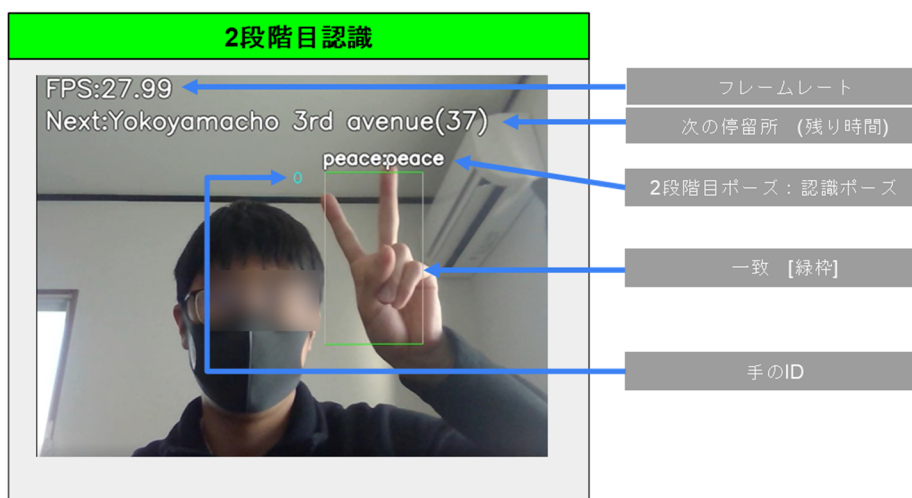 2段階目認識
FPS:27.99
Next:Yokoyamacho 3rd avenue(37)
peace:peace
0
フレームレート
次の停留所 (残り時間)
2段階目ポーズ：認識ポーズ
一致 [緑枠]
手のID